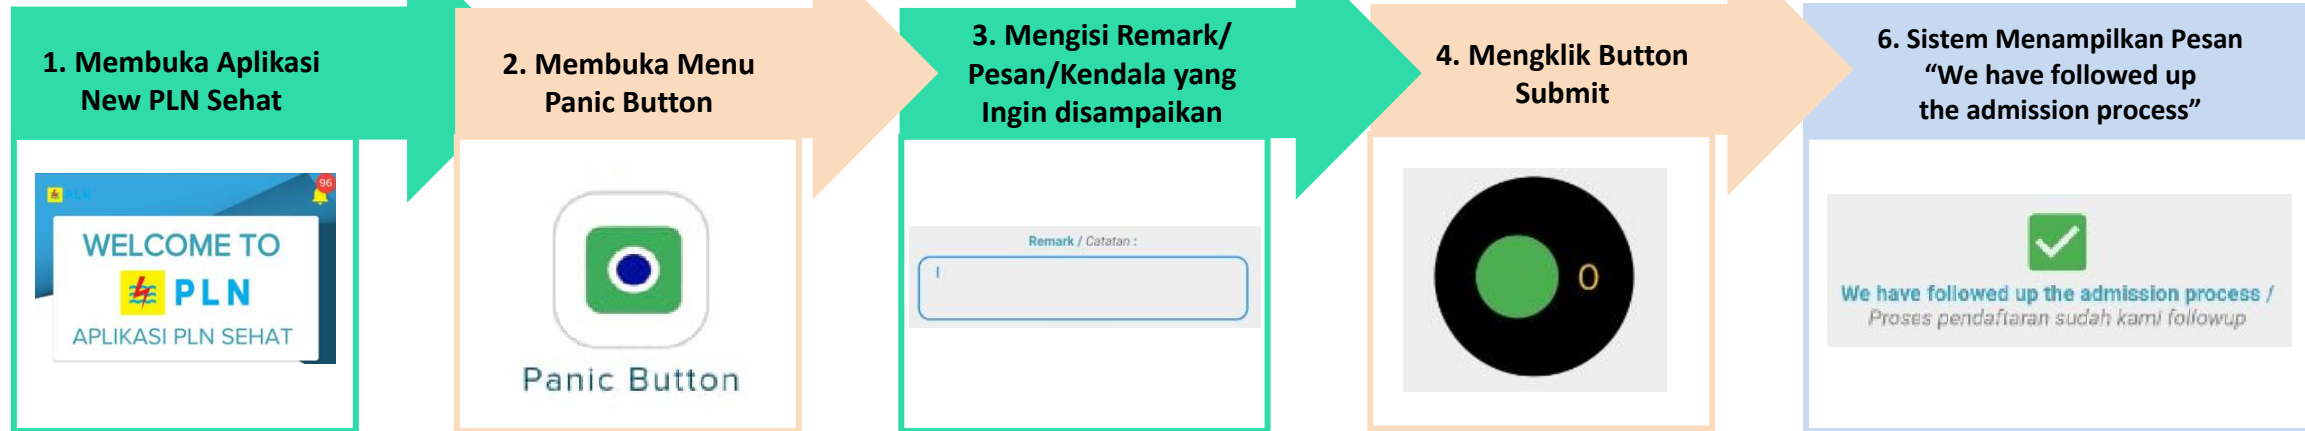 1. Membuka Aplikasi
New PLN Sehat
2. Membuka Menu
Panic Button
3. Mengisi Remark/
Pesan/Kendala yang
Ingin disampaikan
4. Mengklik Button
Submit
6. Sistem Menampilkan Pesan
“We have followed up
the admission process”
PLN
96
WELCOME TO
PLN
APLIKASI PLN SEHAT
Panic Button
Remark / Catatan :
0
We have followed up the admission process /
Proses pendaftaran sudah kami followup